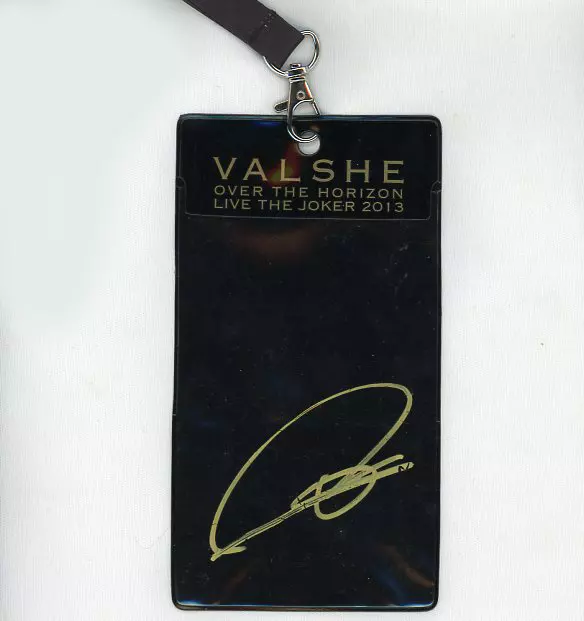 VALSHE
OVER THE HORIZON
LIVE THE JOKER 2013